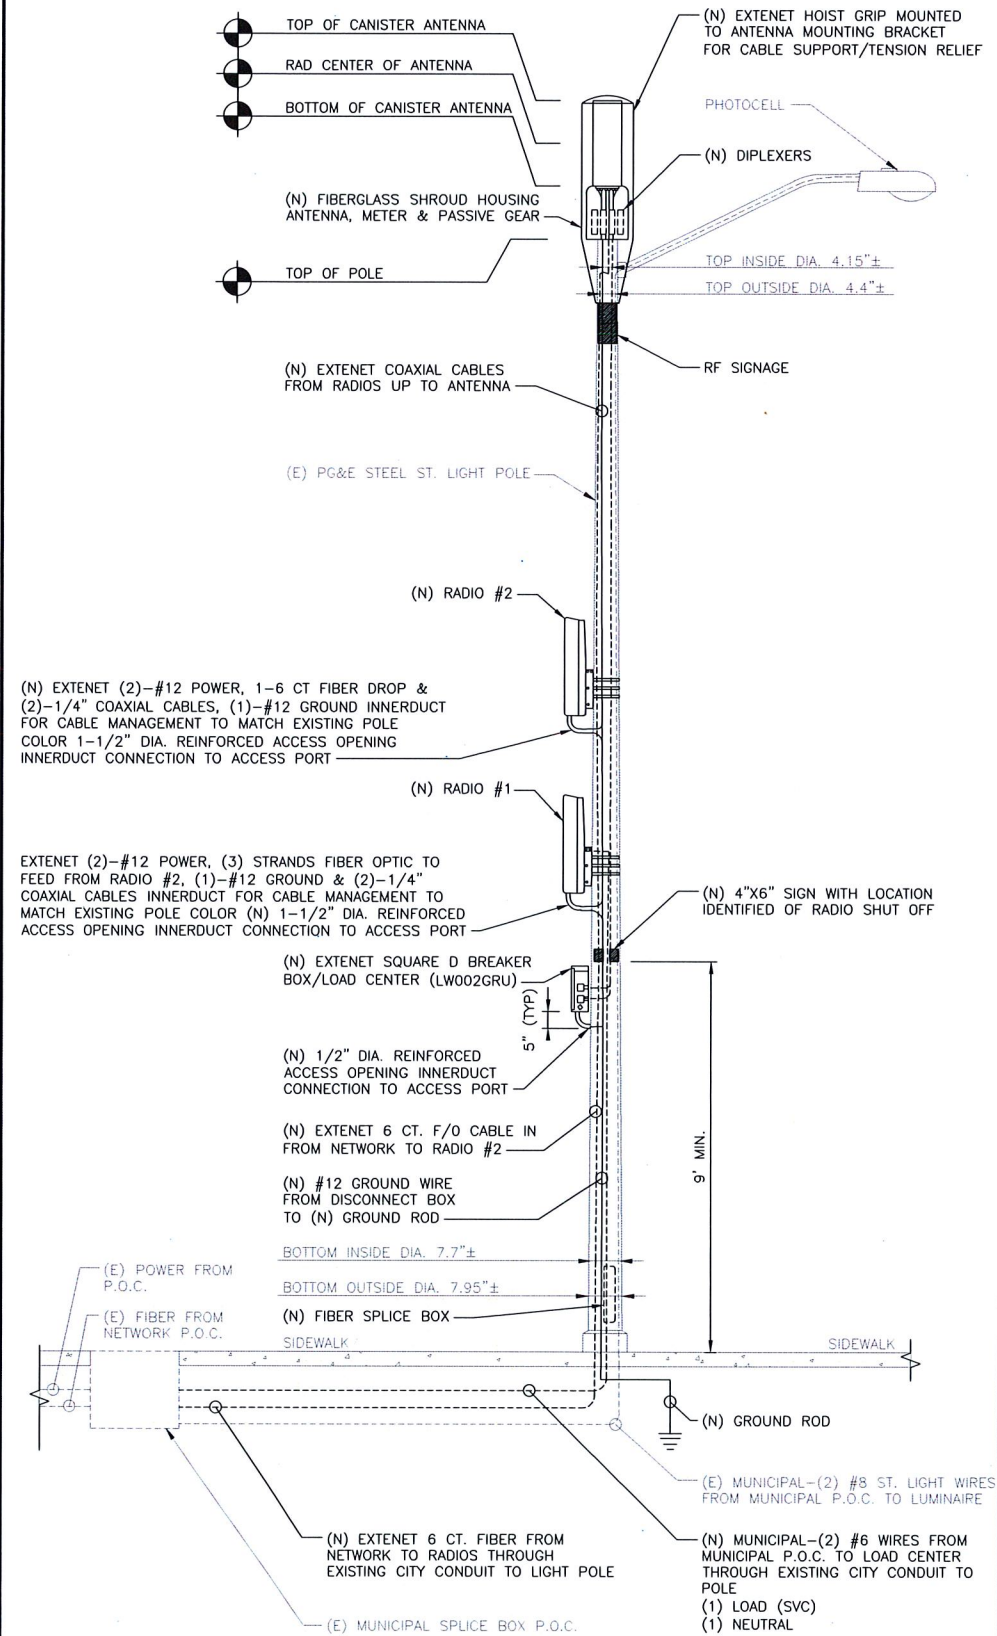 TOP OF CANISTER ANTENNA
RAD CENTER OF ANTENNA
BOTTOM OF CANISTER ANTENNA
(N) EXTENET HOIST GRIP MOUNTED
TO ANTENNA MOUNTING BRACKET
FOR CABLE SUPPORT/TENSION RELIEF
PHOTOCELL
(N) DIPLEXERS
(N) FIBERGLASS SHROUD HOUSING
ANTENNA, METER & PASSIVE GEAR
TOP OF POLE
TOP INSIDE DIA. 4.15"±
TOP OUTSIDE DIA. 4.4"±
RF SIGNAGE
(N) EXTENET COAXIAL CABLES
FROM RADIOS UP TO ANTENNA
(E) PG&E STEEL ST. LIGHT POLE
(N) RADIO #2
(N) EXTENET (2)-#12 POWER, 1-6 CT FIBER DROP &
(2)-1/4" COAXIAL CABLES, (1)-#12 GROUND INNERDUCT
FOR CABLE MANAGEMENT TO MATCH EXISTING POLE
COLOR 1-1/2" DIA. REINFORCED ACCESS OPENING
INNERDUCT CONNECTION TO ACCESS PORT
(N) RADIO #1
EXTENET (2)-#12 POWER, (3) STRANDS FIBER OPTIC TO
FEED FROM RADIO #2, (1)-#12 GROUND & (2)-1/4"
COAXIAL CABLES INNERDUCT FOR CABLE MANAGEMENT TO
MATCH EXISTING POLE COLOR (N) 1-1/2" DIA. REINFORCED
ACCESS OPENING INNERDUCT CONNECTION TO ACCESS PORT
(N) 4"X6" SIGN WITH LOCATION
IDENTIFIED OF RADIO SHUT OFF
(N) EXTENET SQUARE D BREAKER
BOX/LOAD CENTER (LW002GRU)
5" (TYP)
(N) 1/2" DIA. REINFORCED
ACCESS OPENING INNERDUCT
CONNECTION TO ACCESS PORT
(N) EXTENET 6 CT. F/O CABLE IN
FROM NETWORK TO RADIO #2
9' MIN.
(N) #12 GROUND WIRE
FROM DISCONNECT BOX
TO (N) GROUND ROD
BOTTOM INSIDE DIA. 7.7"±
BOTTOM OUTSIDE DIA. 7.95"±
(N) FIBER SPLICE BOX
(E) POWER FROM
P.O.C.
(E) FIBER FROM
NETWORK P.O.C.
SIDEWALK
SIDEWALK
(N) GROUND ROD
(E) MUNICIPAL-(2) #8 ST. LIGHT WIRES
FROM MUNICIPAL P.O.C. TO LUMINAIRE
(N) EXTENET 6 CT. FIBER FROM
NETWORK TO RADIOS THROUGH
EXISTING CITY CONDUIT TO LIGHT POLE
(N) MUNICIPAL-(2) #6 WIRES FROM
MUNICIPAL P.O.C. TO LOAD CENTER
THROUGH EXISTING CITY CONDUIT TO
POLE
(1) LOAD (SVC)
(1) NEUTRAL
(E) MUNICIPAL SPLICE BOX P.O.C.